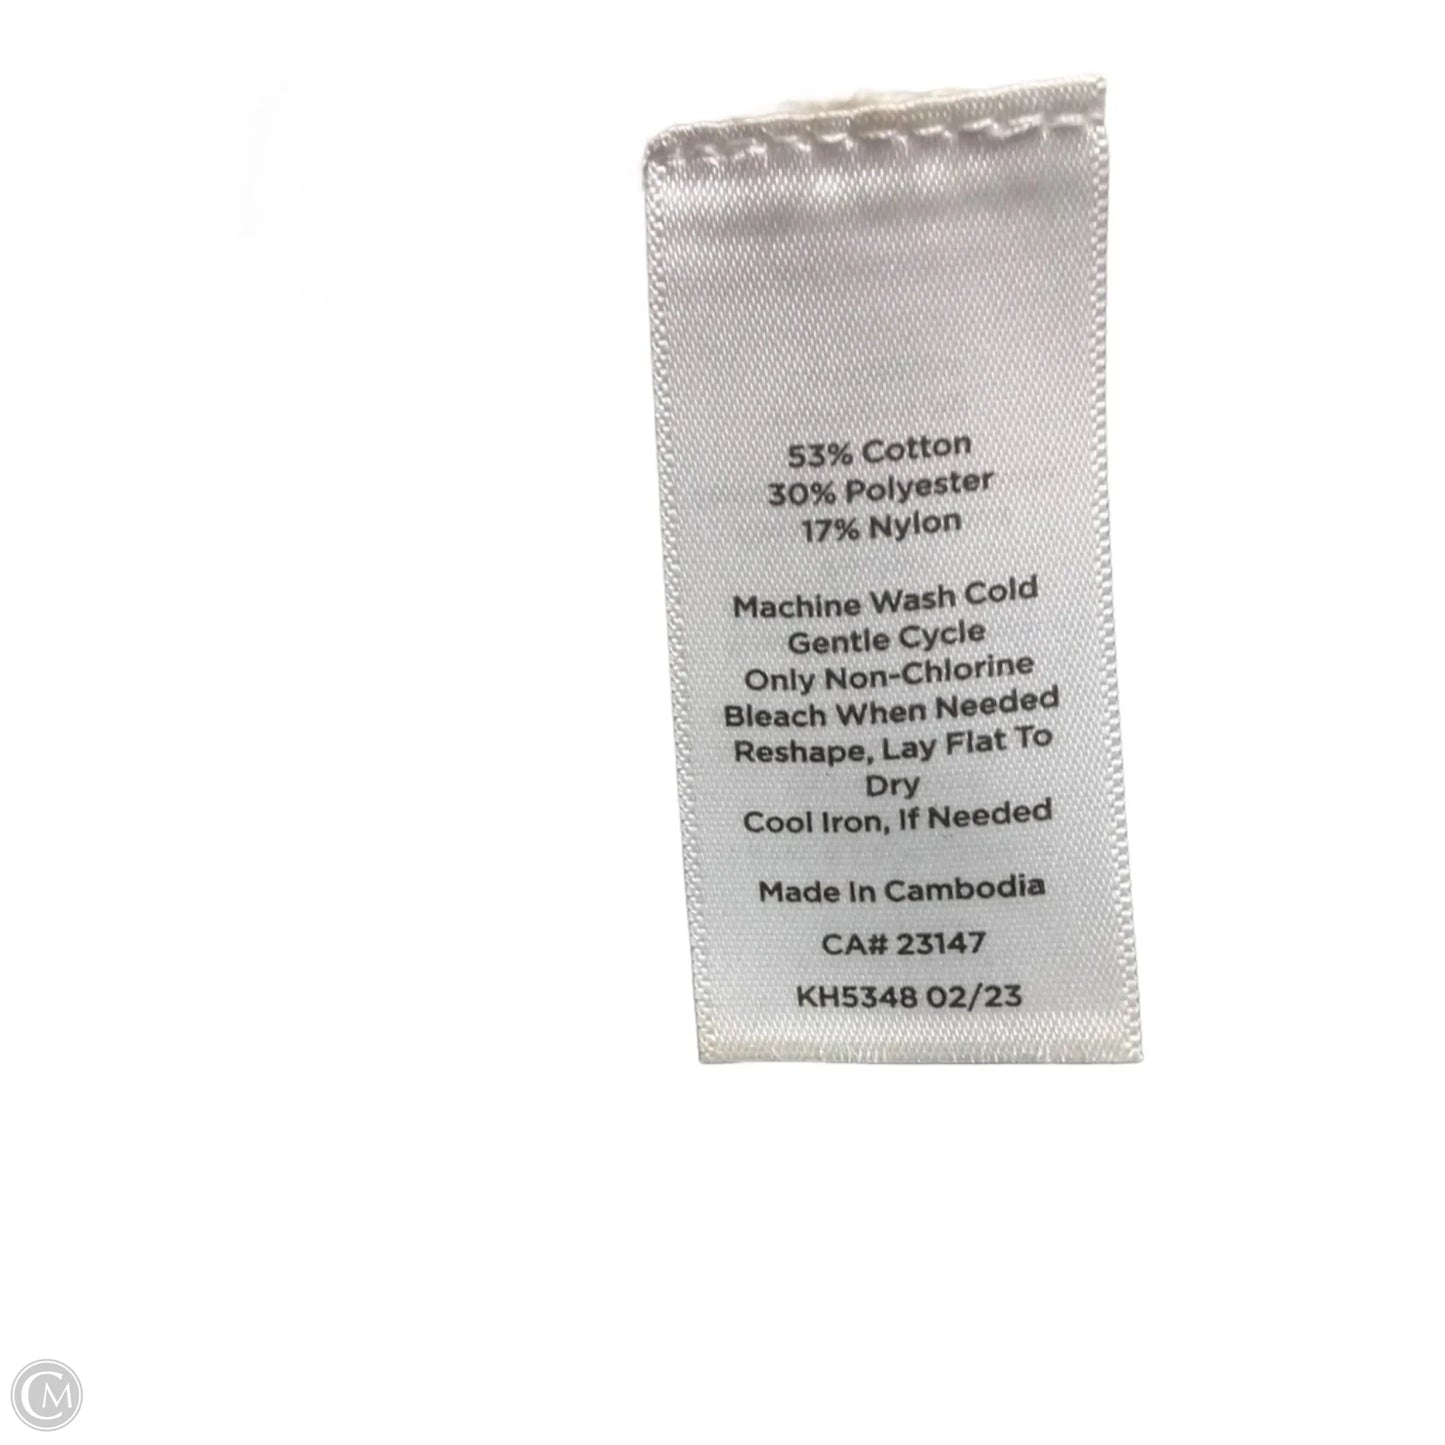 53% Cotton
30% Polyester
17% Nylon
Machine Wash Cold
Gentle Cycle
Only Non-Chlorine
Bleach When Needed
Reshape, Lay Flat To
Dry
Cool Iron, If Needed
Made In Cambodia
CA# 23147
KH5348 02/23
CM